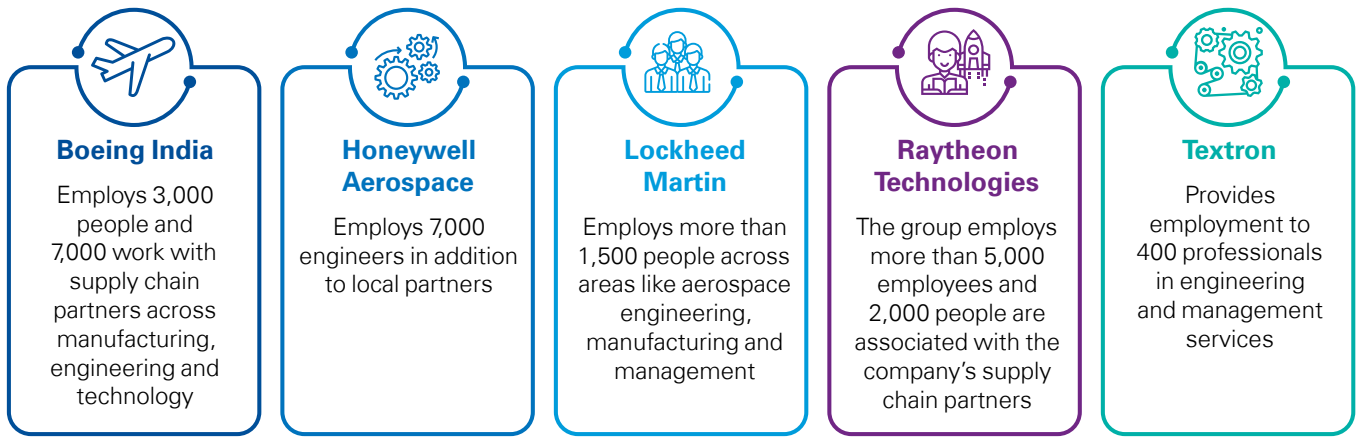 Boeing India
Employs 3,000
people and
7,000 work with
supply chain
partners across
manufacturing,
engineering and
technology
Honeywell
Aerospace
Employs 7,000
engineers in addition
to local partners
Lockheed
Martin
Employs more than
1,500 people across
areas like aerospace
engineering,
manufacturing and
management
Raytheon
Technologies
The group employs
more than 5,000
employees and
2,000 people are
associated with the
company’s supply
chain partners
Textron
Provides
employment to
400 professionals
in engineering
and management
services